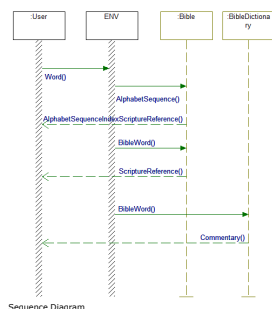 :User
ENV
:Bible
:BibleDictiona
ry
Word()
AlphabetSequence()
AlphabetSequenceIndexScriptureReference()
BibleWord()
ScriptureReference()
BibleWord()
Commentary()
Sequence Diagram